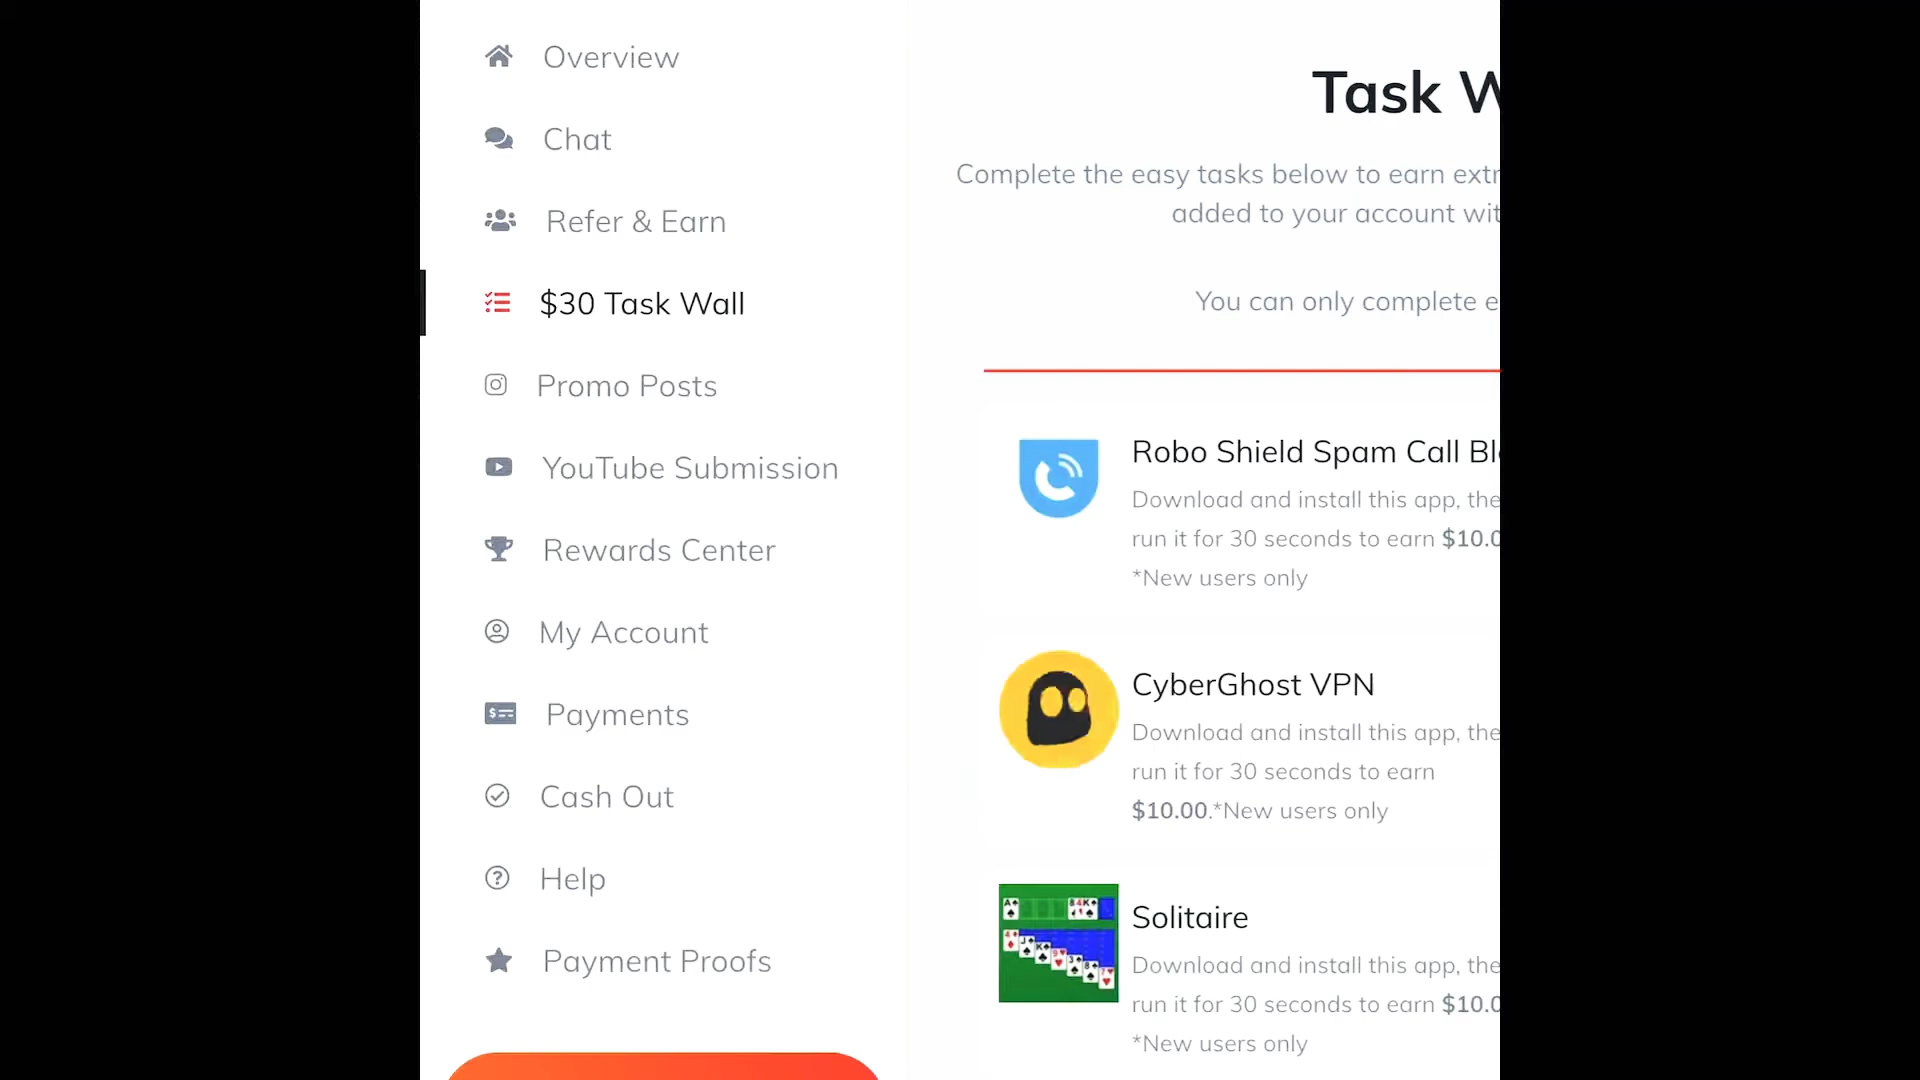 Overview
Chat
Refer & Earn
$30 Task Wall
Promo Posts
YouTube Submission
Rewards Center
My Account
Payments
Cash Out
Help
Payment Proofs
Task
Complete the easy tasks below to earn
added to your account
You can only complete
Robo Shield Spam Call
Download and install this app,
run it for 30 seconds to earn
*New users only
CyberGhost VPN
Download and install this app,
run it for 30 seconds to earn
$10.00.*New users only
Solitaire
Download and install this app,
run it for 30 seconds to earn
*New users only